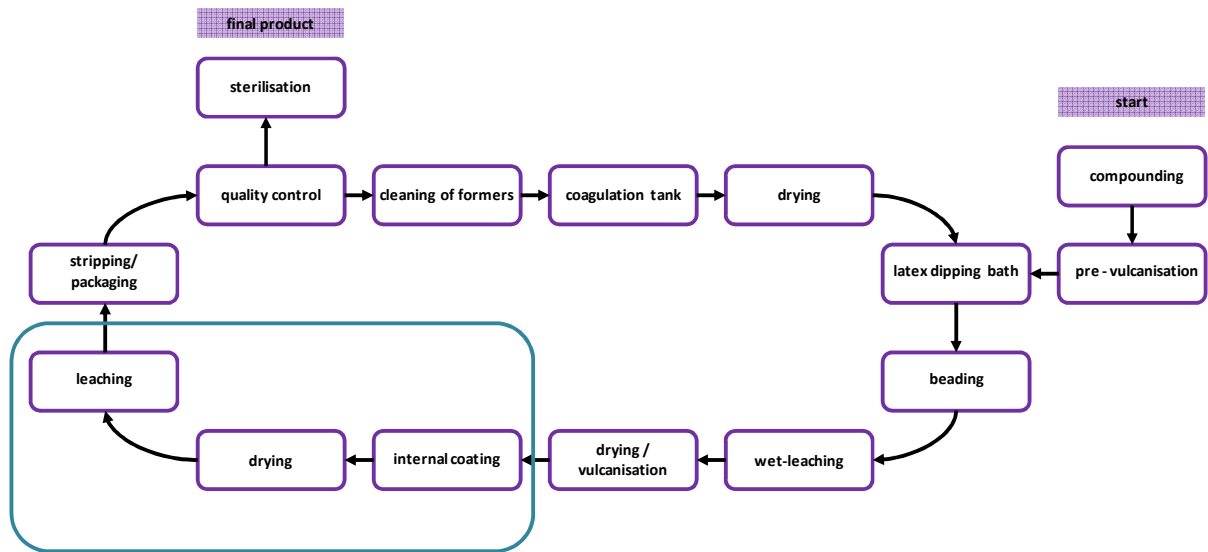 final product
sterilisation
start
compounding
quality control
cleaning of formers
coagulation tank
drying
stripping/
packaging
latex dipping bath
pre - vulcanisation
leaching
beading
drying
internal coating
drying /
vulcanisation
wet-leaching